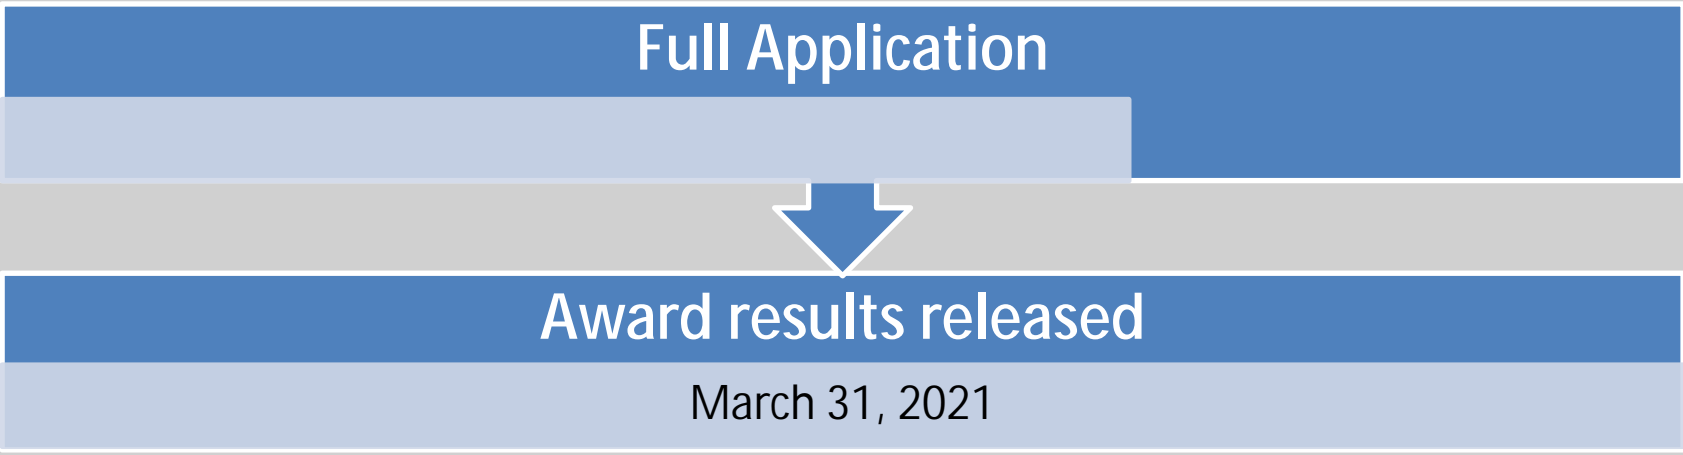 Full Application
Award results released
March 31, 2021